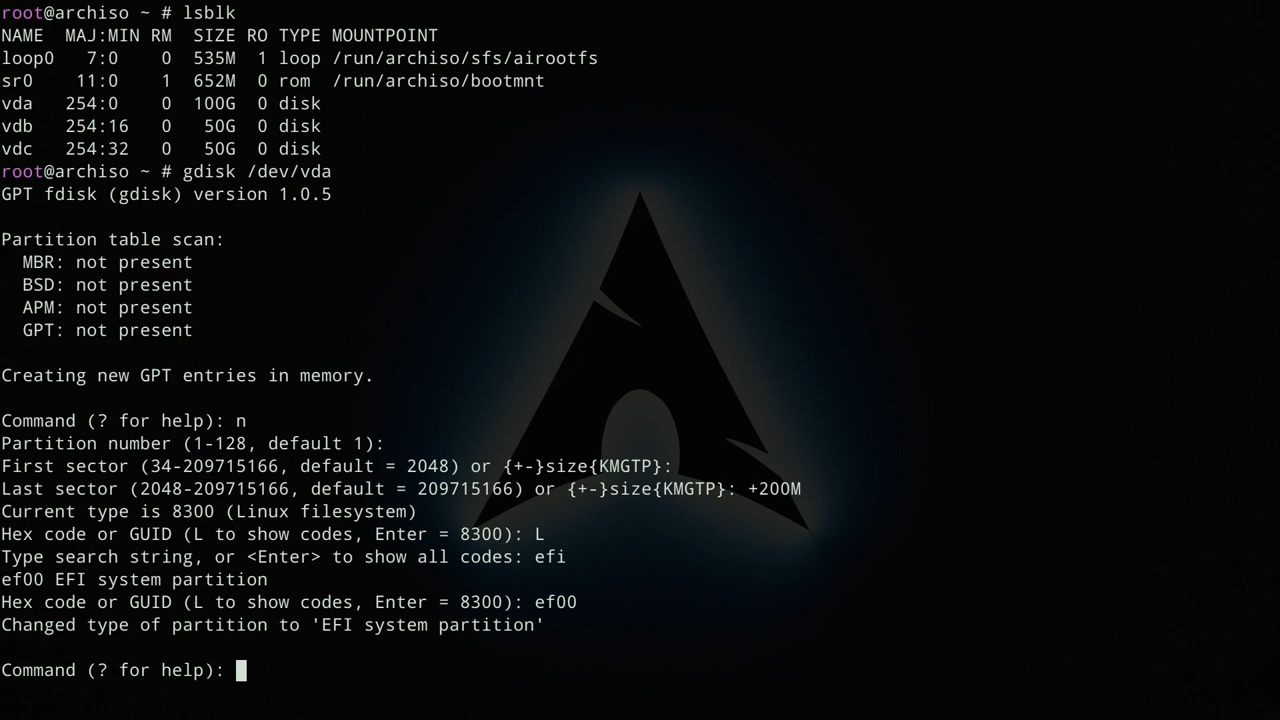 root@archiso ~ # lsblk
NAME  MAJ:MIN RM  SIZE RO TYPE MOUNTPOINT
loop0   7:0    0  535M  1 loop /run/archiso/sfs/airootfs
sr0    11:0    1  652M  0 rom  /run/archiso/bootmnt
vda   254:0    0  100G  0 disk
vdb   254:16   0   50G  0 disk
vdc   254:32   0   50G  0 disk
root@archiso ~ # gdisk /dev/vda
GPT fdisk (gdisk) version 1.0.5

Partition table scan:
  MBR: not present
  BSD: not present
  APM: not present
  GPT: not present

Creating new GPT entries in memory.

Command (? for help): n
Partition number (1-128, default 1):
First sector (34-209715166, default = 2048) or {+-}size{KMGTP}:
Last sector (2048-209715166, default = 209715166) or {+-}size{KMGTP}: +200M
Current type is 8300 (Linux filesystem)
Hex code or GUID (L to show codes, Enter = 8300): L
Type search string, or <Enter> to show all codes: efi
ef00 EFI system partition
Hex code or GUID (L to show codes, Enter = 8300): ef00
Changed type of partition to 'EFI system partition'

Command (? for help):